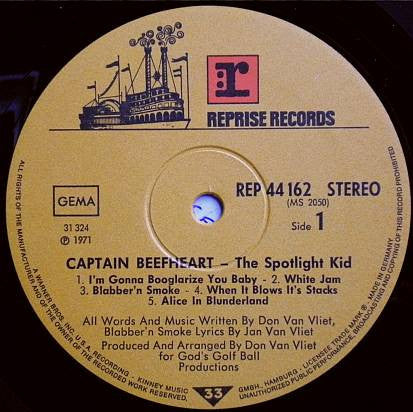 r
REPRISE RECORDS
GEMA
REP 44 162 STEREO
(MS 2050)
31 324
Side 1
℗ 1971
CAPTAIN BEEFHEART – The Spotlight Kid
1. I'm Gonna Booglarize You Baby - 2. White Jam
3. Blabber'n Smoke - 4. When It Blows It's Stacks
5. Alice In Blunderland
All Words And Music Written By Don Van Vliet,
Blabber'n Smoke Lyrics By Jan Van Vliet
Produced And Arranged By Don Van Vliet
for God's Golf Ball
Productions
33
ALL RIGHTS OF THE MANUFACTURER AND OF THE OWNER OF THE RECORDED WORK RESERVED,
UNAUTHORIZED PUBLIC PERFORMANCE, BROADCASTING AND COPYING OF THIS RECORD PROHIBITED
A WARNER BROS. INC. U.S.A. RECORDING - KINNEY MUSIC
GMBH., HAMBURG - LICENSEE TRADE MARK ® - MADE IN GERMANY